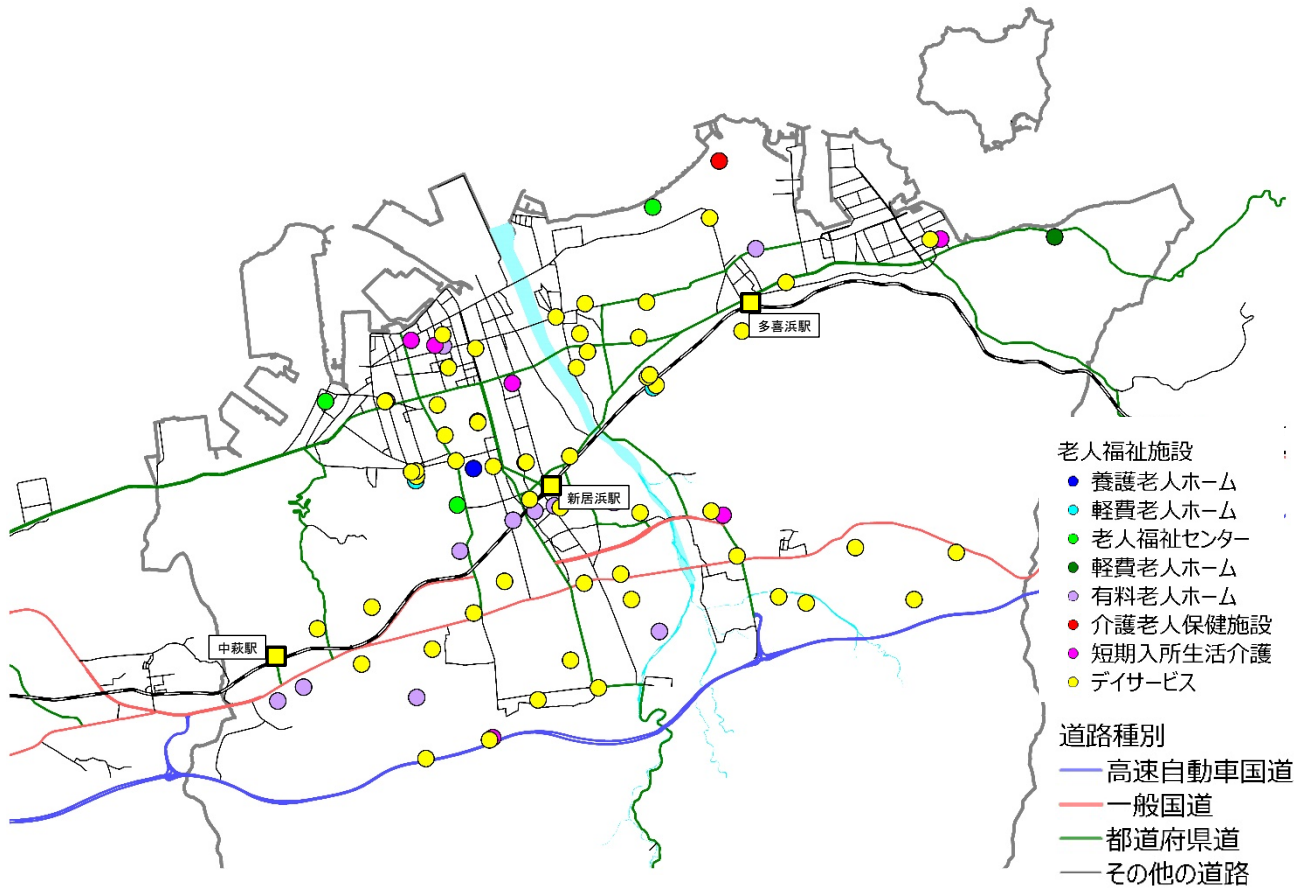 多喜浜駅
新居浜駅
中萩駅
老人福祉施設
養護老人ホーム
軽費老人ホーム
老人福祉センター
軽費老人ホーム
有料老人ホーム
介護老人保健施設
短期入所生活介護
デイサービス
道路種別
高速自動車国道
一般国道
都道府県道
その他の道路